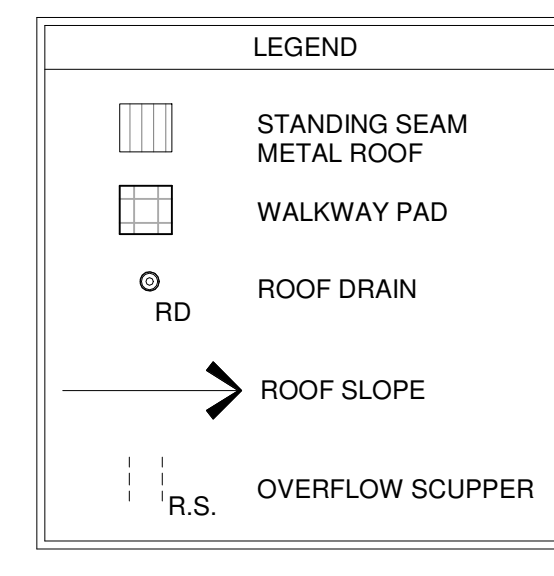 LEGEND
STANDING SEAM
METAL ROOF
WALKWAY PAD
RD
ROOF DRAIN
ROOF SLOPE
R.S.
OVERFLOW SCUPPER